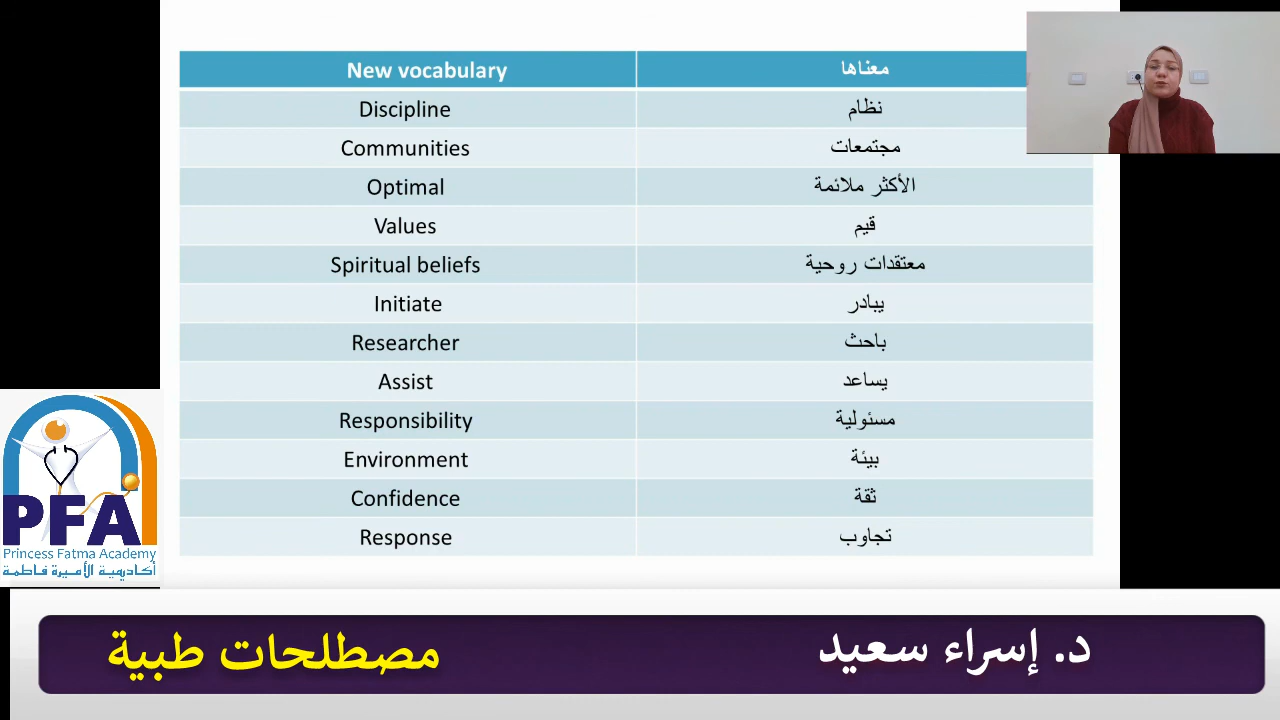 New vocabulary معناها
Discipline نظام
Communities مجتمعات
Optimal الأكثر ملائمة
Values قيم
Spiritual beliefs معتقدات روحية
Initiate يبادر
Researcher باحث
Assist يساعد
Responsibility مسئولية
Environment بيئة
Confidence ثقة
Response تجاوب
PFA
Princess Fatma Academy
أكاديمية الأميرة فاطمة
د. إسراء سعيد
مصطلحات طبية